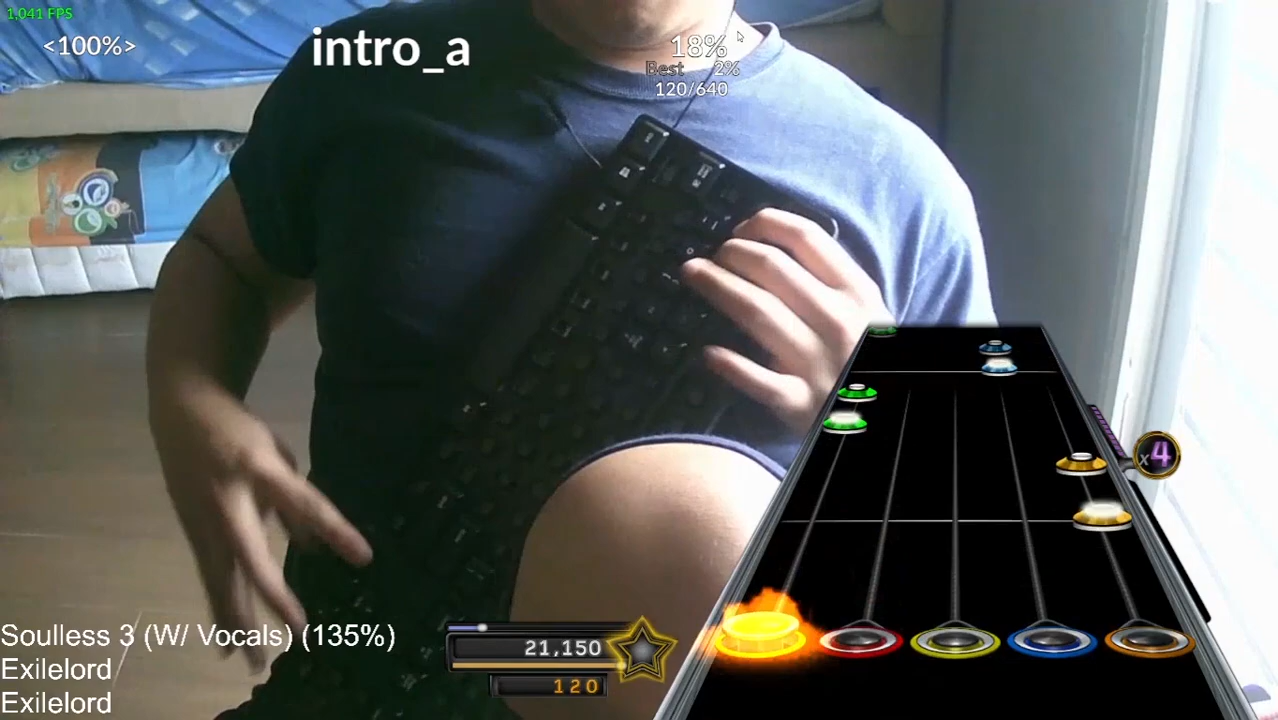 1,041 FPS
<100%>
intro_a
18%
Best 2%
120/640
x4
Soulless 3 (W/ Vocals) (135%)
Exilelord
Exilelord
21,150
120